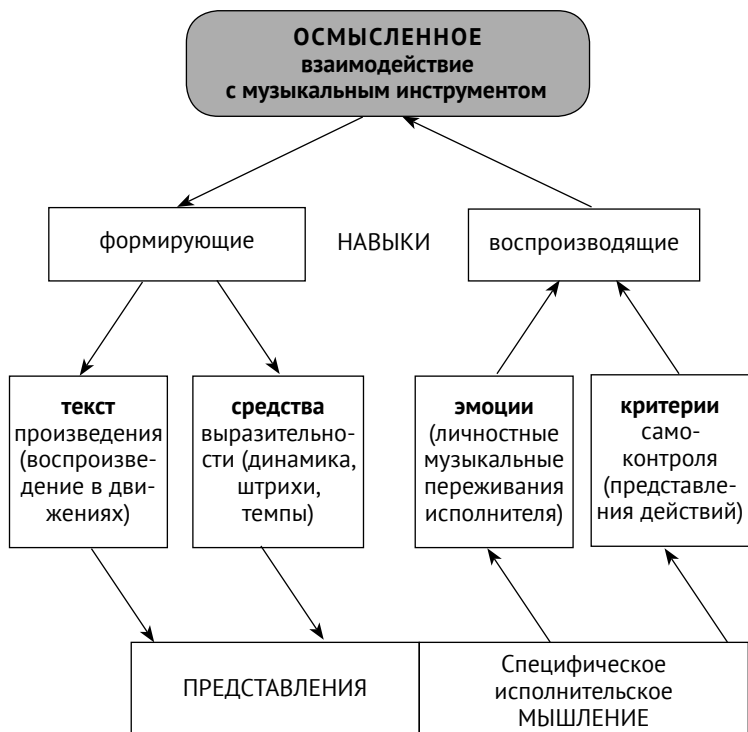 ОСМЫСЛЕННОЕ
взаимодействие
с музыкальным инструментом
формирующие
НАВЫКИ
воспроизводящие
текст
произведения
(воспроизве-
дение в дви-
жениях)
средства
выразительно-
сти (динамика,
штрихи,
темпы)
эмоции
(личностные
музыкальные
переживания
исполнителя)
критерии
само-
контроля
(представле-
ния действий)
ПРЕДСТАВЛЕНИЯ
Специфическое
исполнительское
МЫШЛЕНИЕ